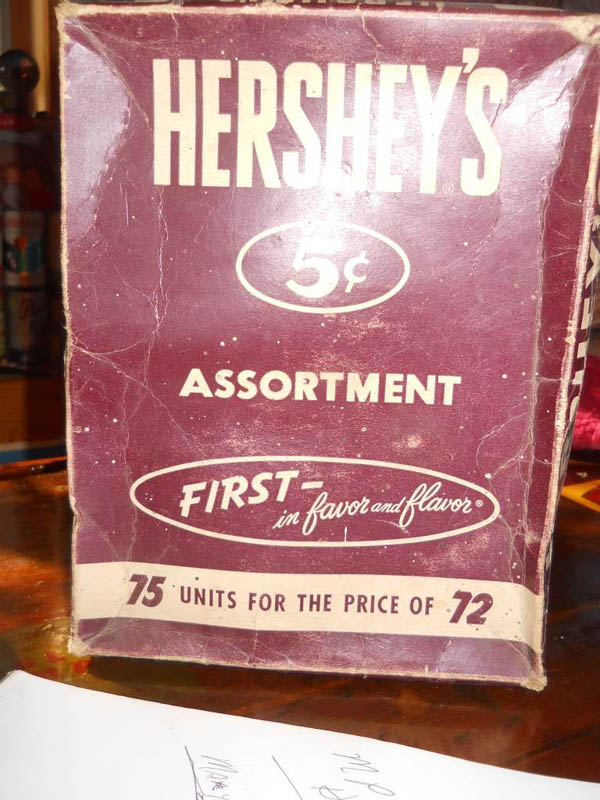 HERSHEY'S®
5¢
ASSORTMENT
FIRST-
in favor and flavor®
75 UNITS FOR THE PRICE OF 72